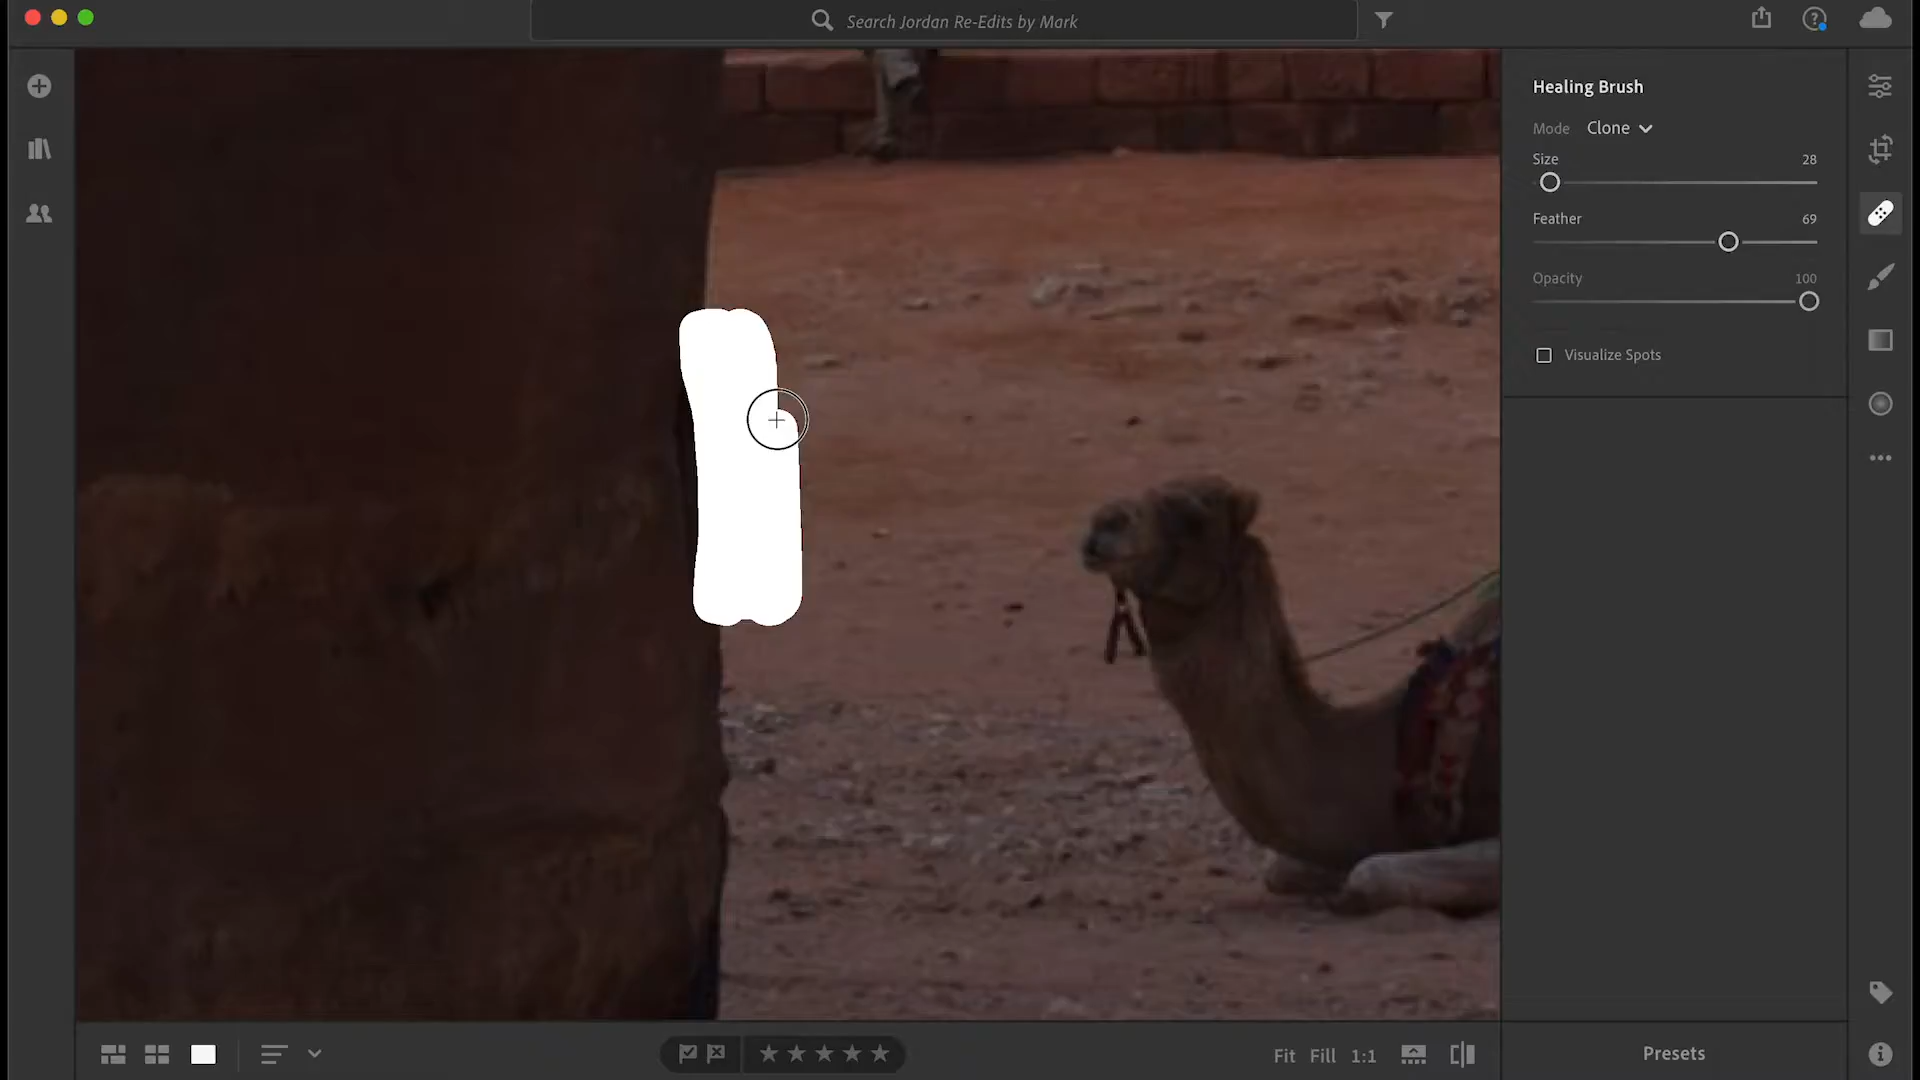 Search Jordan Re-Edits by Mark
Healing Brush
Mode Clone
Size 28
Feather 69
Opacity 100
Visualize Spots
Fit Fill 1:1
Presets